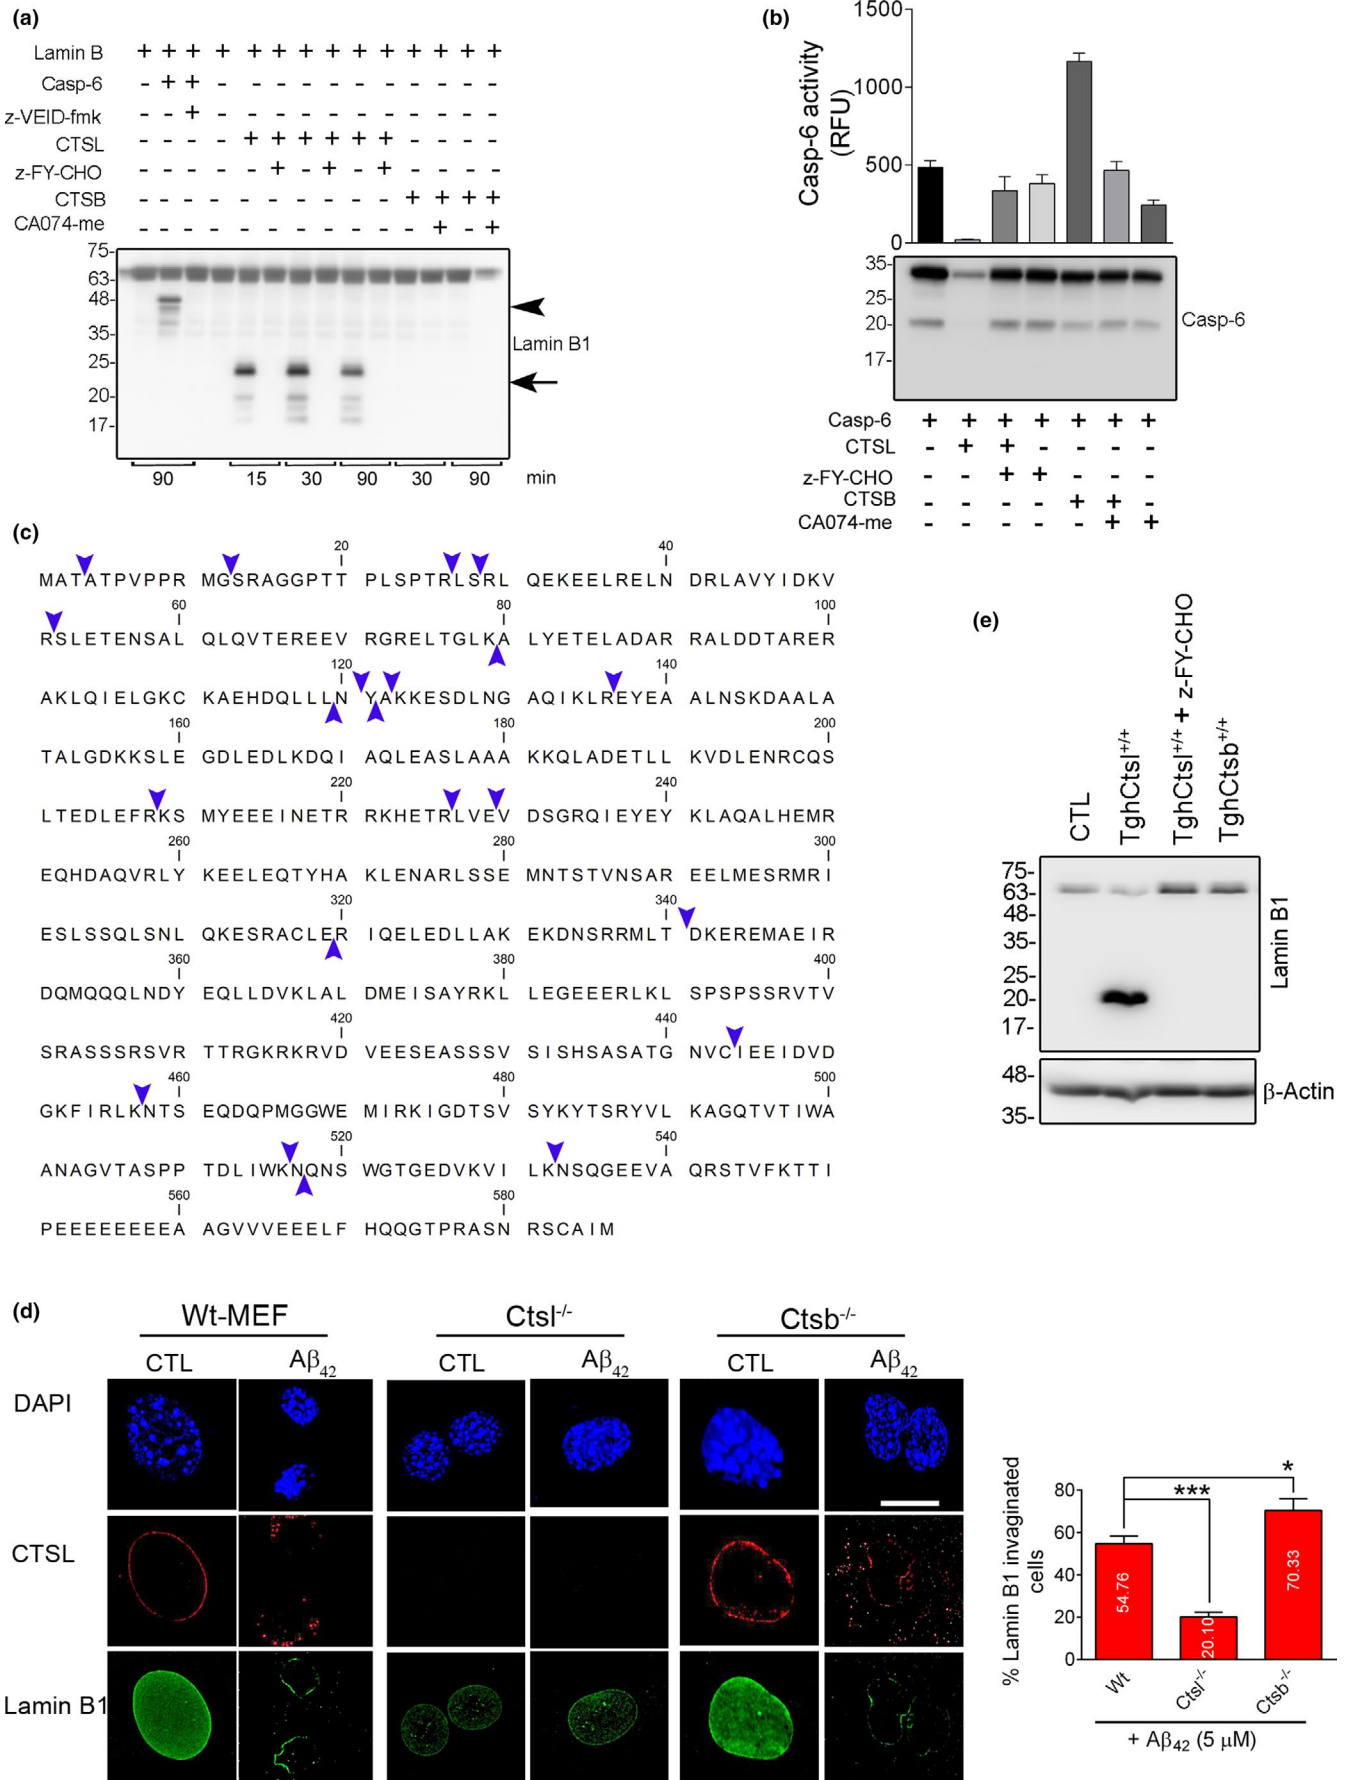 (a)
Lamin B + + + + + + + + + + + + + +
Casp-6 - + + - - - - - - - - - - -
z-VEID-fmk - - + - - - - - - - - - - -
CTSL - - - - + + + + + + - - - -
z-FY-CHO - - - - - + - + - + - - - -
CTSB - - - - - - - - - - + + + +
CA074-me - - - - - - - - - - - + - +
75-
63-
48-
35-
25-
20-
17-
Lamin B1
90 15 30 90 30 90 min
(b)
Casp-6 activity
(RFU)
1500
1000
500
0
35-
25-
20-
17-
Casp-6
Casp-6 + + + + + + +
CTSL - + + - - - -
z-FY-CHO - - + + - - -
CTSB - - - - + + -
CA074-me - - - - - + +
(c)
20 40
MATATPVPPR MGSRAGGPTT PLSPTRLSRL QEKEELRELN DRLAVYIDKV
60 80 100
RSLETENSAL QLQVTEREEV RGRELTGLKA LYETELADAR RALDDTARER
120 140
AKLQIELGKC KAEHDQLLLN YAKKESDLNG AQIKLREYEA ALNSKDAALA
160 180 200
TALGDKKSLE GDLEDLKDQI AQLEASLAAA KKQLADETLL KVDLENRCQS
220 240
LTEDLEFRKS MYEEEINETR RKHETRLVEV DSGRQIEYEY KLAQALHEMR
260 280 300
EQHDAQVRLY KEELEQTYHA KLENARLSSE MNTSTVNSAR EELMESRMRI
320 340
ESLSSQLSNL QKESRACLER IQELEDLLAK EKDNSRRMLT DKEREMAEIR
360 380 400
DQMQQQLNDY EQLLDVKLAL DMEISAYRKL LEGEEERLKL SPSPSSRVTV
420 440
SRASSSRSVR TTRGKRKRVD VEESEASSSV SISHSASATG NVCIEEIDVD
460 480 500
GKFIRLKNTS EQDQPMGGWE MIRKIGDTSV SYKYTSRYVL KAGQTVTIWA
520 540
ANAGVTASPP TDLIWKNQNS WGTGEDVKVI LKNSQGEEVA QRSTVFKTTI
560 580
PEEEEEEEEA AGVVVEEELF HQQGTPRASN RSCAIM
(e)
CTL
TghCtsl+/+
TghCtsl+/+ + z-FY-CHO
TghCtsb+/+
75-
63-
48-
35-
25-
20-
17-
Lamin B1
48-
35-
β-Actin
(d)
Wt-MEF Ctsl-/- Ctsb-/-
CTL Aβ42 CTL Aβ42 CTL Aβ42
DAPI
CTSL
Lamin B1
% Lamin B1 invaginated
cells
80
60
40
20
0
*
***
54.76
20.10
70.33
Wt Ctsl-/- Ctsb-/-
+ Aβ42 (5 μM)